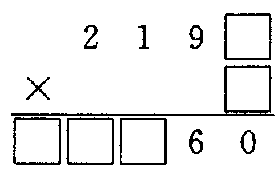 2 1 9 □
× □
□ □ □ 6 0